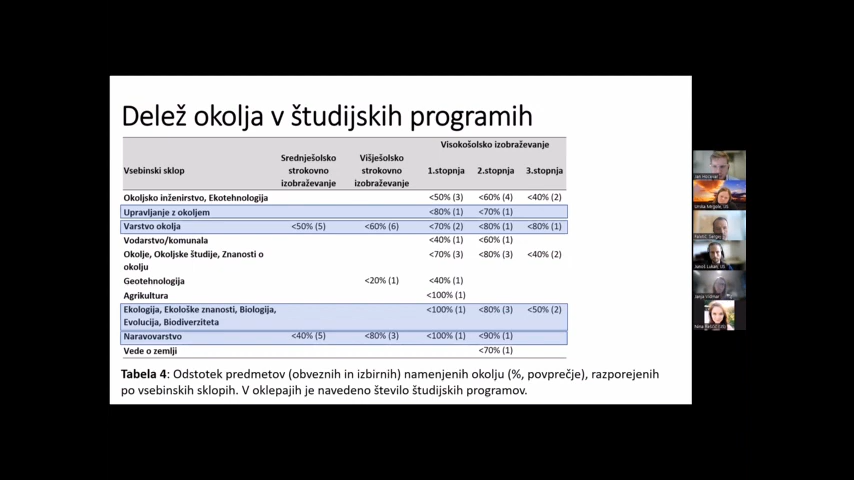 Delež okolja v študijskih programih
Visokošolsko izobraževanje
Vsebinski sklop Srednješolsko strokovno izobraževanje Višješolsko strokovno izobraževanje 1.stopnja 2.stopnja 3.stopnja
Okoljsko inženirstvo, Ekotehnologija <50% (3) <60% (4) <40% (2)
Upravljanje z okoljem <80% (1) <70% (1)
Varstvo okolja <50% (5) <60% (6) <70% (2) <80% (1) <80% (1)
Vodarstvo/komunala <40% (1) <60% (1)
Okolje, Okoljske študije, Znanosti o <70% (3) <80% (3) <40% (2)
okolju
Geotehnologija <20% (1) <40% (1)
Agrikultura <100% (1)
Ekologija, Ekološke znanosti, Biologija, <100% (1) <80% (3) <50% (2)
Evolucija, Biodiverziteta
Naravovarstvo <40% (5) <80% (3) <100% (1) <90% (1)
Vede o zemlji <70% (1)
Tabela 4: Odstotek predmetov (obveznih in izbirnih) namenjenih okolju (%, povprečje), razporejenih
po vsebinskih sklopih. V oklepajih je navedeno število študijskih programov.